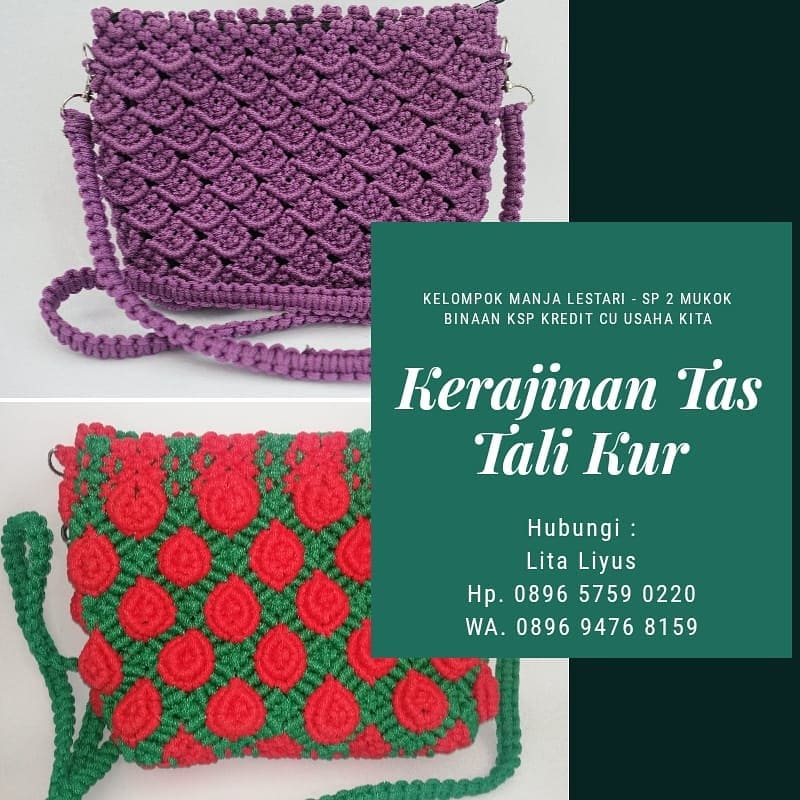 KELOMPOK MANJA LESTARI - SP 2 MUKOK
BINAAN KSP KREDIT CU USAHA KITA
Kerajinan Tas
Tali Kur
Hubungi :
Lita Liyus
Hp. 0896 5759 0220
WA. 0896 9476 8159